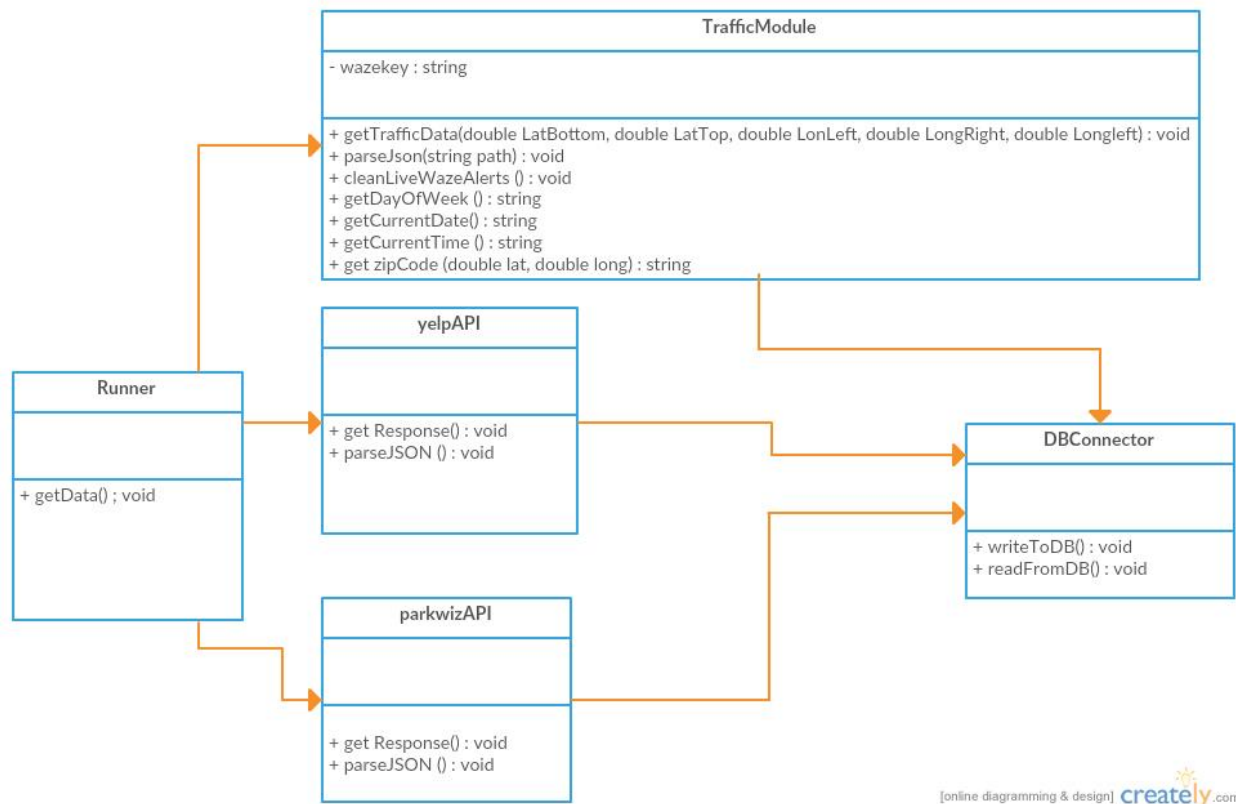 TrafficModule
- wazekey : string
+ getTrafficData(double LatBottom, double LatTop, double LonLeft, double LongRight, double Longleft) : void
+ parseJson(string path) : void
+ cleanLiveWazeAlerts () : void
+ getDayOfWeek () : string
+ getCurrentDate() : string
+ getCurrentTime () : string
+ get zipCode (double lat, double long) : string
yelpAPI
+ get Response() : void
+ parseJSON () : void
Runner
+ getData() ; void
DBConnector
+ writeToDB() : void
+ readFromDB() : void
parkwizAPI
+ get Response() : void
+ parseJSON () : void
[online diagramming & design] creately.com